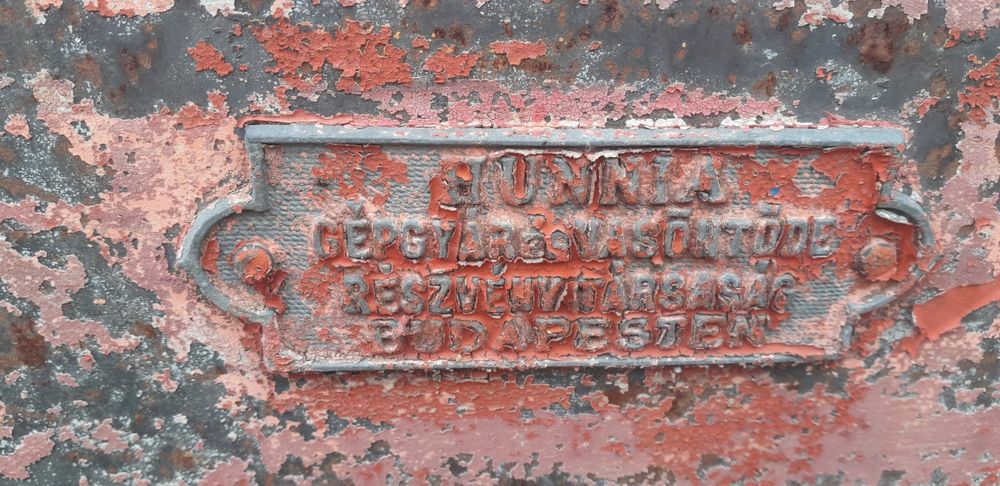 HUNNIA
GÉPGYÁR és VASÖNTÖDE
RÉSZVÉNYTÁRSASÁG
BUDAPESTEN